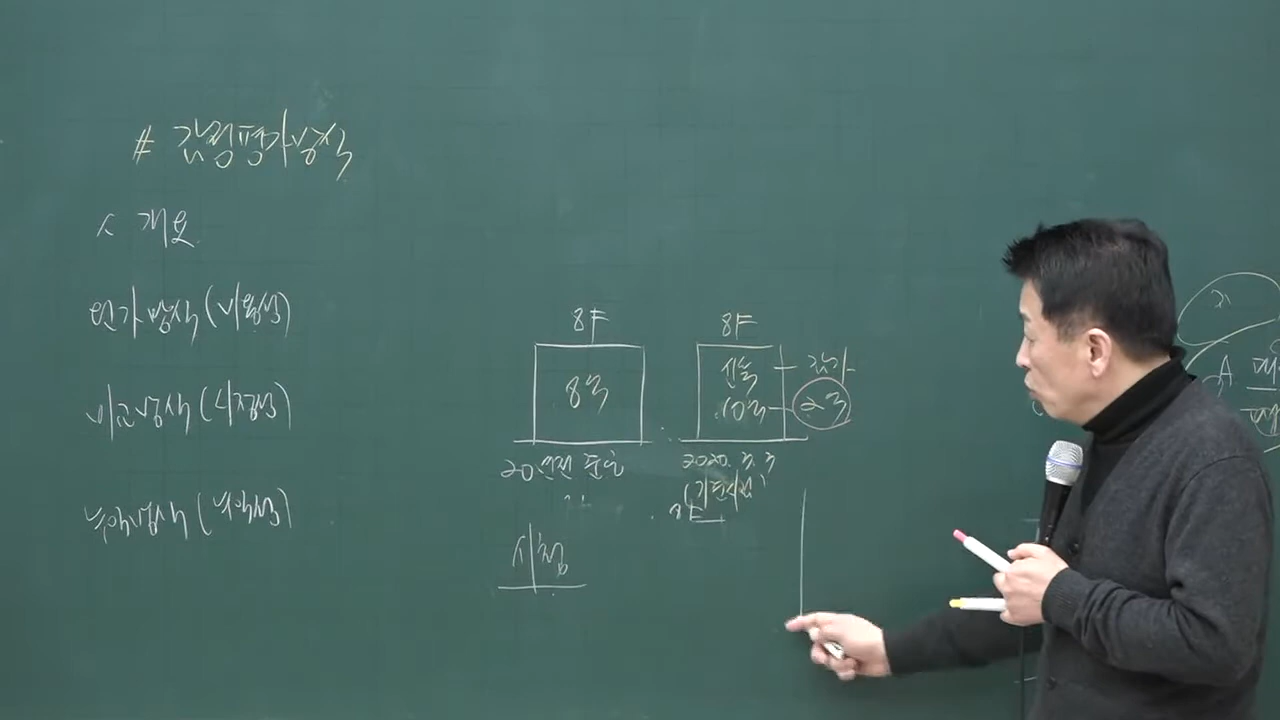 # 감정평가방식
개요
원가방식(비용성)
비교방식(시장성)
수익방식(수익성)
8F
8억
20년전 준공
8F
신축
10억
감가
2억
2020. 3. 3
(기준시점)
8F
시장
A